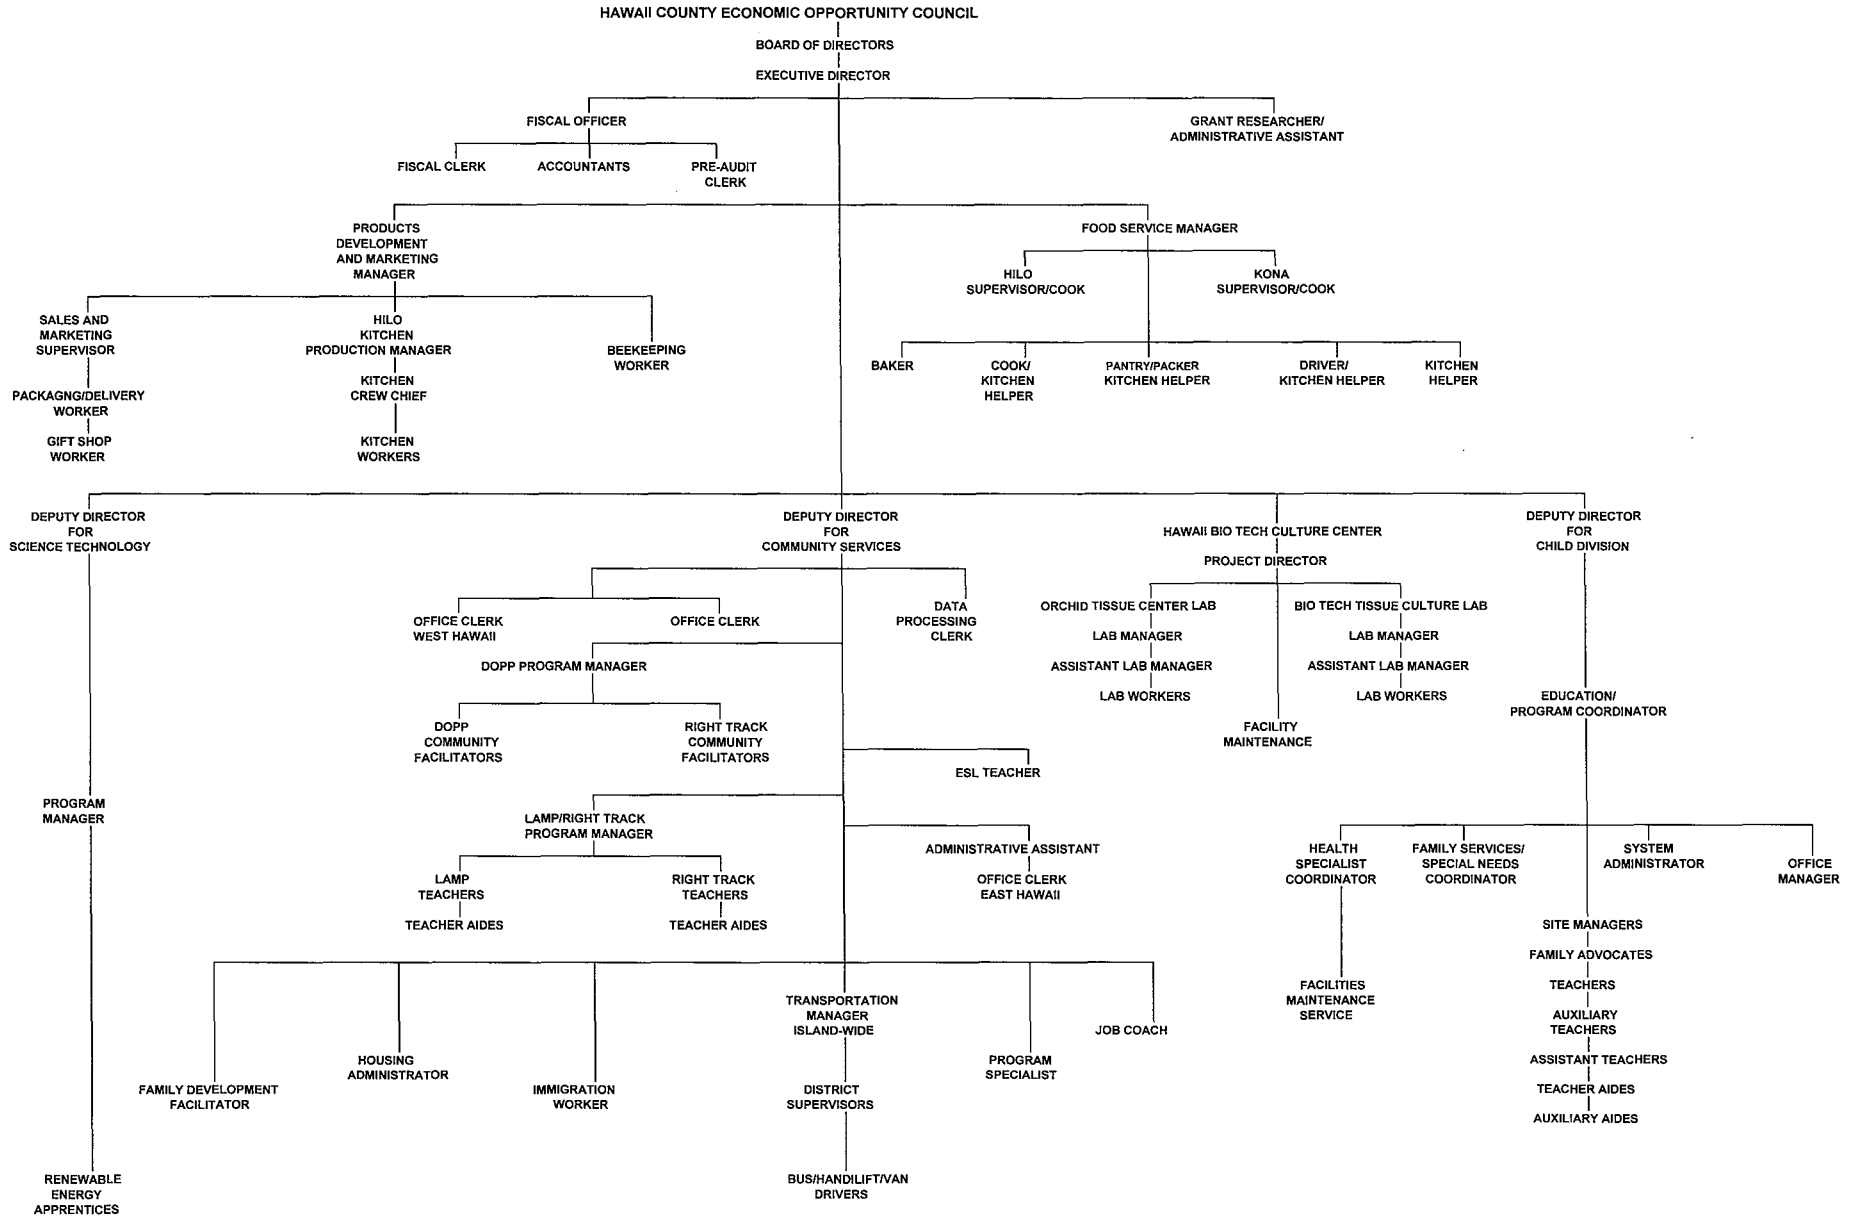 HAWAII COUNTY ECONOMIC OPPORTUNITY COUNCIL
BOARD OF DIRECTORS
EXECUTIVE DIRECTOR
FISCAL OFFICER
GRANT RESEARCHER/
ADMINISTRATIVE ASSISTANT
FISCAL CLERK
ACCOUNTANTS
PRE-AUDIT
CLERK
PRODUCTS
DEVELOPMENT
AND MARKETING
MANAGER
FOOD SERVICE MANAGER
HILO
SUPERVISOR/COOK
KONA
SUPERVISOR/COOK
SALES AND
MARKETING
SUPERVISOR
HILO
KITCHEN
PRODUCTION MANAGER
BEEKEEPING
WORKER
BAKER
COOK/
KITCHEN
HELPER
PANTRY/PACKER
KITCHEN HELPER
DRIVER/
KITCHEN HELPER
KITCHEN
HELPER
PACKAGNG/DELIVERY
WORKER
KITCHEN
CREW CHIEF
GIFT SHOP
WORKER
KITCHEN
WORKERS
DEPUTY DIRECTOR
FOR
SCIENCE TECHNOLOGY
DEPUTY DIRECTOR
FOR
COMMUNITY SERVICES
HAWAII BIO TECH CULTURE CENTER
PROJECT DIRECTOR
DEPUTY DIRECTOR
FOR
CHILD DIVISION
OFFICE CLERK
WEST HAWAII
OFFICE CLERK
DATA
PROCESSING
CLERK
ORCHID TISSUE CENTER LAB
LAB MANAGER
ASSISTANT LAB MANAGER
LAB WORKERS
BIO TECH TISSUE CULTURE LAB
LAB MANAGER
ASSISTANT LAB MANAGER
LAB WORKERS
DOPP PROGRAM MANAGER
EDUCATION/
PROGRAM COORDINATOR
DOPP
COMMUNITY
FACILITATORS
RIGHT TRACK
COMMUNITY
FACILITATORS
FACILITY
MAINTENANCE
ESL TEACHER
PROGRAM
MANAGER
LAMP/RIGHT TRACK
PROGRAM MANAGER
ADMINISTRATIVE ASSISTANT
OFFICE CLERK
EAST HAWAII
HEALTH
SPECIALIST
COORDINATOR
FAMILY SERVICES/
SPECIAL NEEDS
COORDINATOR
SYSTEM
ADMINISTRATOR
OFFICE
MANAGER
LAMP
TEACHERS
TEACHER AIDES
RIGHT TRACK
TEACHERS
TEACHER AIDES
SITE MANAGERS
FAMILY ADVOCATES
TEACHERS
AUXILIARY
TEACHERS
ASSISTANT TEACHERS
TEACHER AIDES
AUXILIARY AIDES
FACILITIES
MAINTENANCE
SERVICE
TRANSPORTATION
MANAGER
ISLAND-WIDE
JOB COACH
HOUSING
ADMINISTRATOR
PROGRAM
SPECIALIST
FAMILY DEVELOPMENT
FACILITATOR
IMMIGRATION
WORKER
DISTRICT
SUPERVISORS
RENEWABLE
ENERGY
APPRENTICES
BUS/HANDILIFT/VAN
DRIVERS